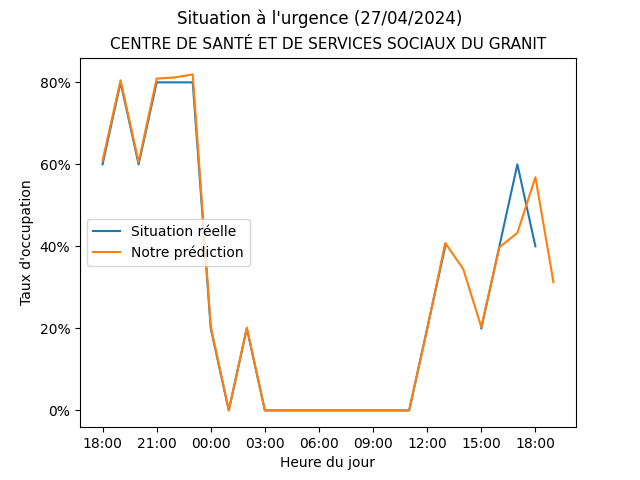 Situation à l'urgence (27/04/2024)
CENTRE DE SANTÉ ET DE SERVICES SOCIAUX DU GRANIT
80%
60%
40%
20%
0%
Taux d'occupation
Situation réelle
Notre prédiction
18:00 21:00 00:00 03:00 06:00 09:00 12:00 15:00 18:00
Heure du jour